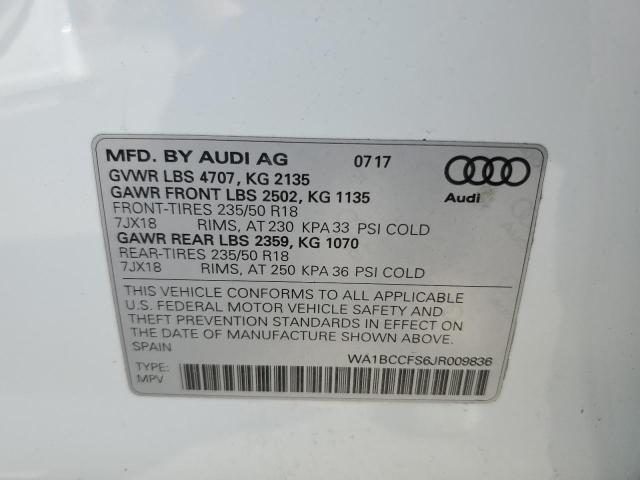 MFD. BY AUDI AG 0717
GVWR LBS 4707, KG 2135
GAWR FRONT LBS 2502, KG 1135
FRONT-TIRES 235/50 R18
7JX18 RIMS, AT 230 KPA 33 PSI COLD
GAWR REAR LBS 2359, KG 1070
REAR-TIRES 235/50 R18
7JX18 RIMS, AT 250 KPA 36 PSI COLD
Audi
THIS VEHICLE CONFORMS TO ALL APPLICABLE
U.S. FEDERAL MOTOR VEHICLE SAFETY AND
THEFT PREVENTION STANDARDS IN EFFECT ON
THE DATE OF MANUFACTURE SHOWN ABOVE.
SPAIN
WA1BCCFS6JR009836
TYPE:
MPV